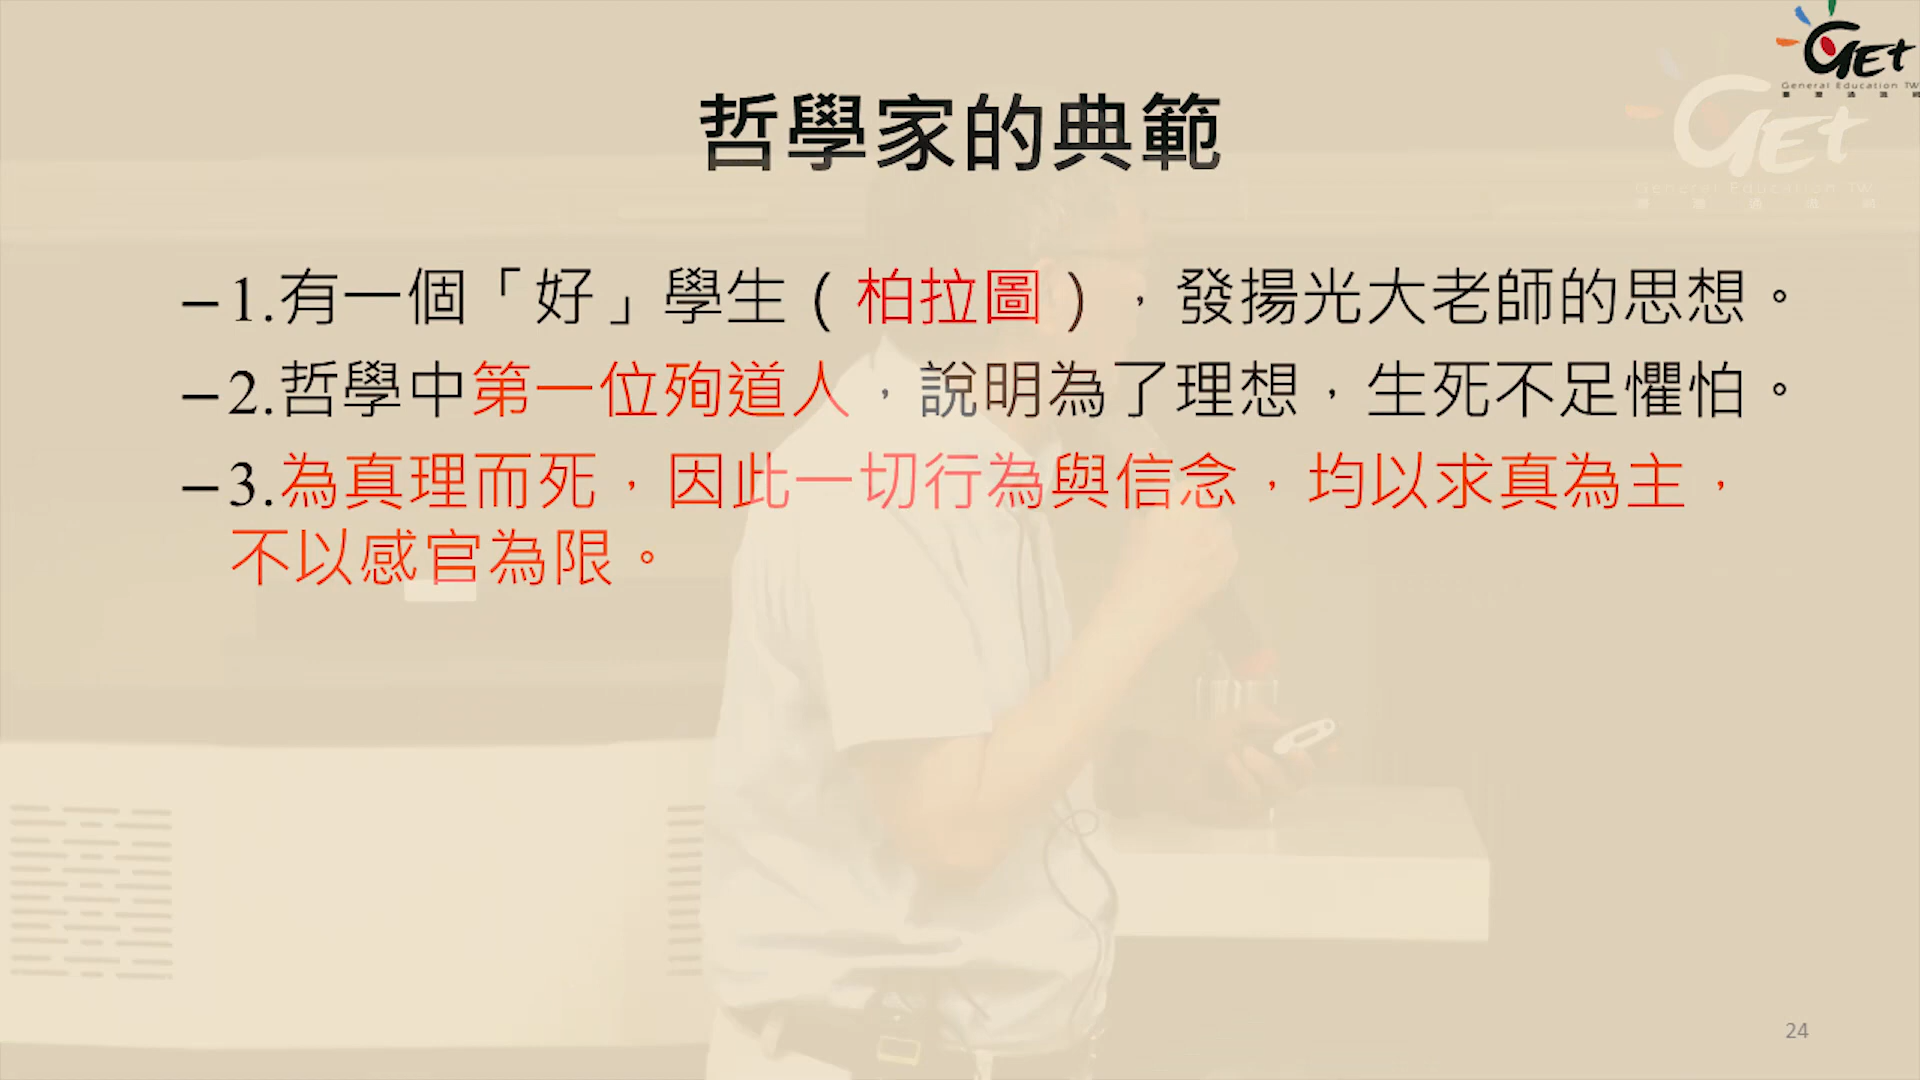 GEt
General Education TW
哲學家的典範
GEt
General Education TW
–1.有一個「好」學生（柏拉圖），發揚光大老師的思想。
–2.哲學中第一位殉道人，說明為了理想，生死不足懼怕。
–3.為真理而死，因此一切行為與信念，均以求真為主，
不以感官為限。
24